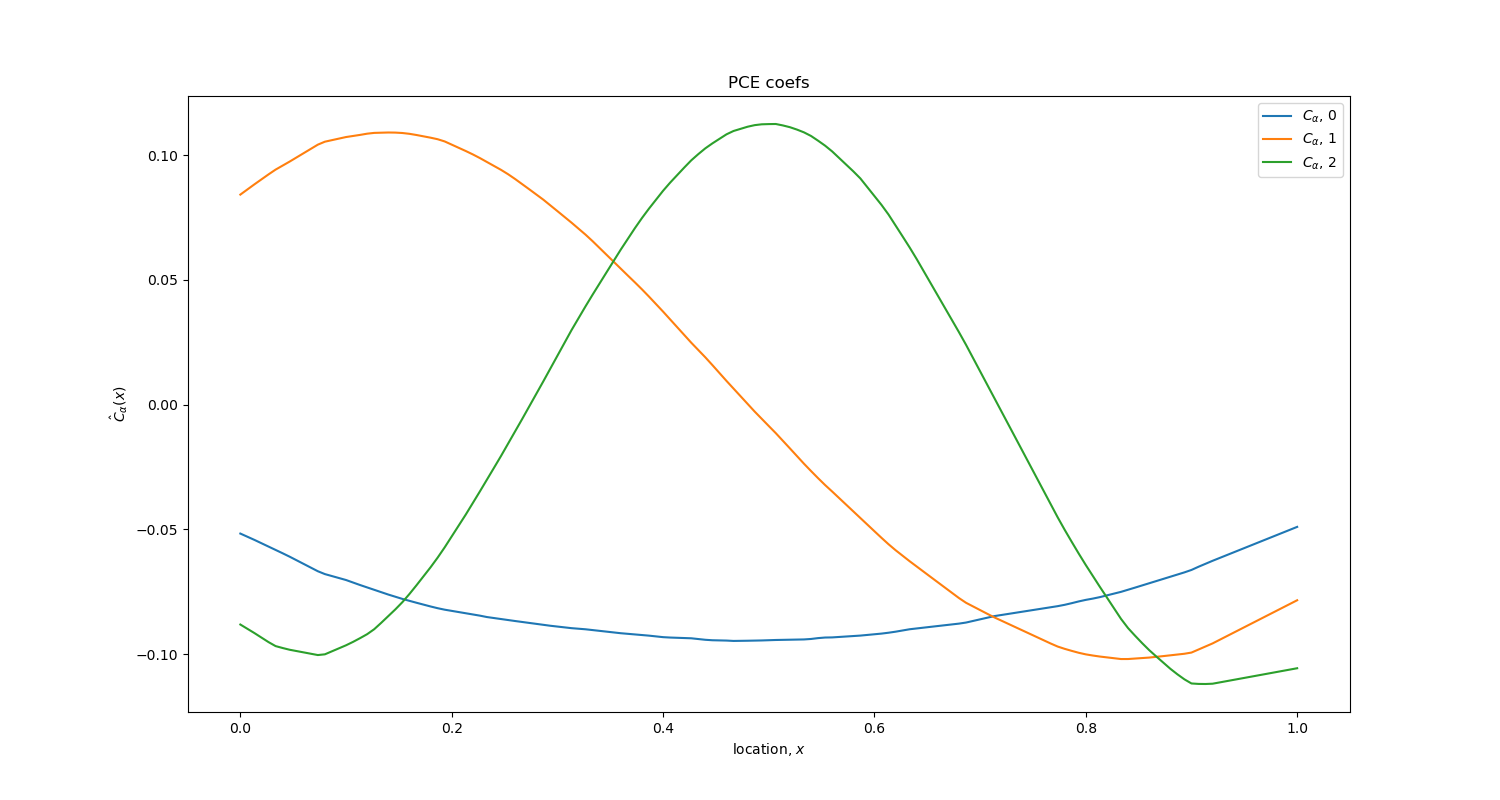 PCE coefs
C_α, 0
C_α, 1
C_α, 2
0.10
0.05
0.00
−0.05
−0.10
Ĉ_α(x)
0.0 0.2 0.4 0.6 0.8 1.0
location, x